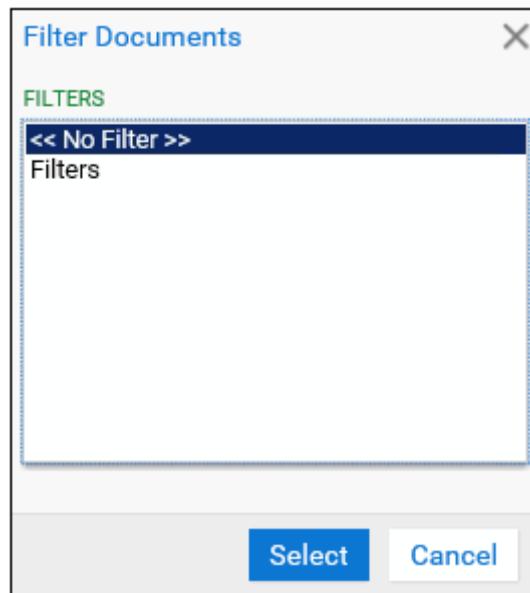 Filter Documents
FILTERS
<< No Filter >>
Filters
Select Cancel